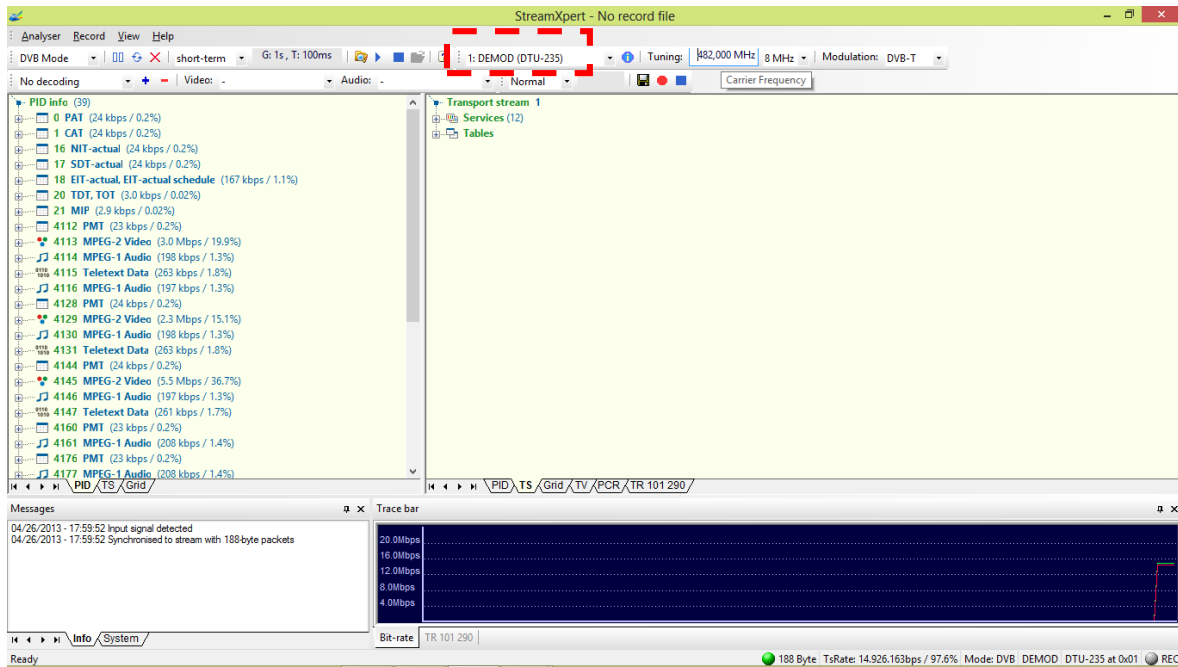 StreamXpert - No record file
Analyser Record View Help
DVB Mode short-term G: 1s, T: 100ms 1: DEMOD (DTU-235) Tuning: 482,000 MHz 8 MHz Modulation: DVB-T
No decoding Video: - Audio: - Normal Carrier Frequency
PID info (39)
0 PAT (24 kbps / 0.2%)
1 CAT (24 kbps / 0.2%)
16 NIT-actual (24 kbps / 0.2%)
17 SDT-actual (24 kbps / 0.2%)
18 EIT-actual, EIT-actual schedule (167 kbps / 1.1%)
20 TDT, TOT (3.0 kbps / 0.02%)
21 MIP (2.9 kbps / 0.02%)
4112 PMT (23 kbps / 0.2%)
4113 MPEG-2 Video (3.0 Mbps / 19.9%)
4114 MPEG-1 Audio (198 kbps / 1.3%)
4115 Teletext Data (263 kbps / 1.8%)
4116 MPEG-1 Audio (197 kbps / 1.3%)
4128 PMT (24 kbps / 0.2%)
4129 MPEG-2 Video (2.3 Mbps / 15.1%)
4130 MPEG-1 Audio (198 kbps / 1.3%)
4131 Teletext Data (263 kbps / 1.8%)
4144 PMT (24 kbps / 0.2%)
4145 MPEG-2 Video (5.5 Mbps / 36.7%)
4146 MPEG-1 Audio (197 kbps / 1.3%)
4147 Teletext Data (261 kbps / 1.7%)
4160 PMT (23 kbps / 0.2%)
4161 MPEG-1 Audio (208 kbps / 1.4%)
4176 PMT (23 kbps / 0.2%)
4177 MPEG-1 Audio (208 kbps / 1.4%)
PID TS Grid
Transport stream 1
Services (12)
Tables
PID TS Grid TV PCR TR 101 290
Messages
04/26/2013 - 17:59:52 Input signal detected
04/26/2013 - 17:59:52 Synchronised to stream with 188-byte packets
Info System
Trace bar
20.0Mbps
16.0Mbps
12.0Mbps
8.0Mbps
4.0Mbps
Bit-rate TR 101 290
Ready 188 Byte TsRate: 14.926.163bps / 97.6% Mode: DVB DEMOD DTU-235 at 0x01 REC